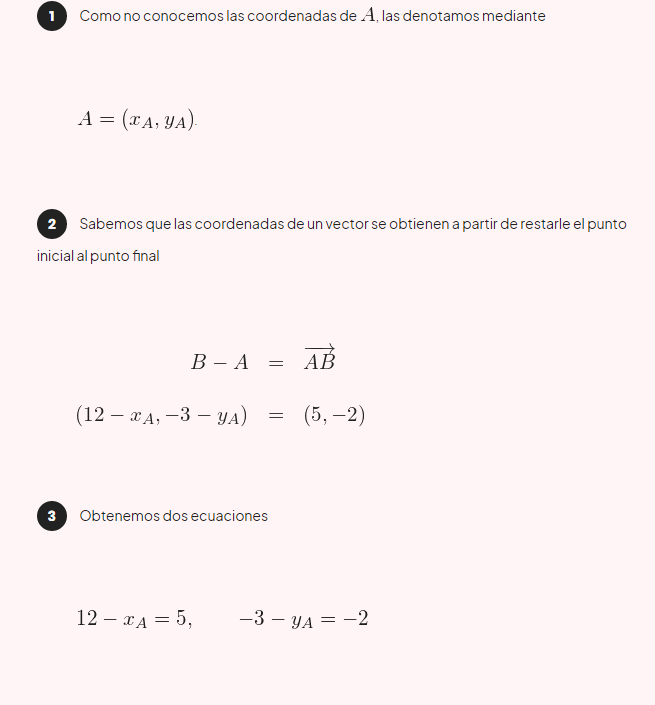 1 Como no conocemos las coordenadas de A, las denotamos mediante
A = (x_A, y_A).
2 Sabemos que las coordenadas de un vector se obtienen a partir de restarle el punto
inicial al punto final
B − A = \overrightarrow{AB}
(12 − x_A, −3 − y_A) = (5, −2)
3 Obtenemos dos ecuaciones
12 − x_A = 5, −3 − y_A = −2